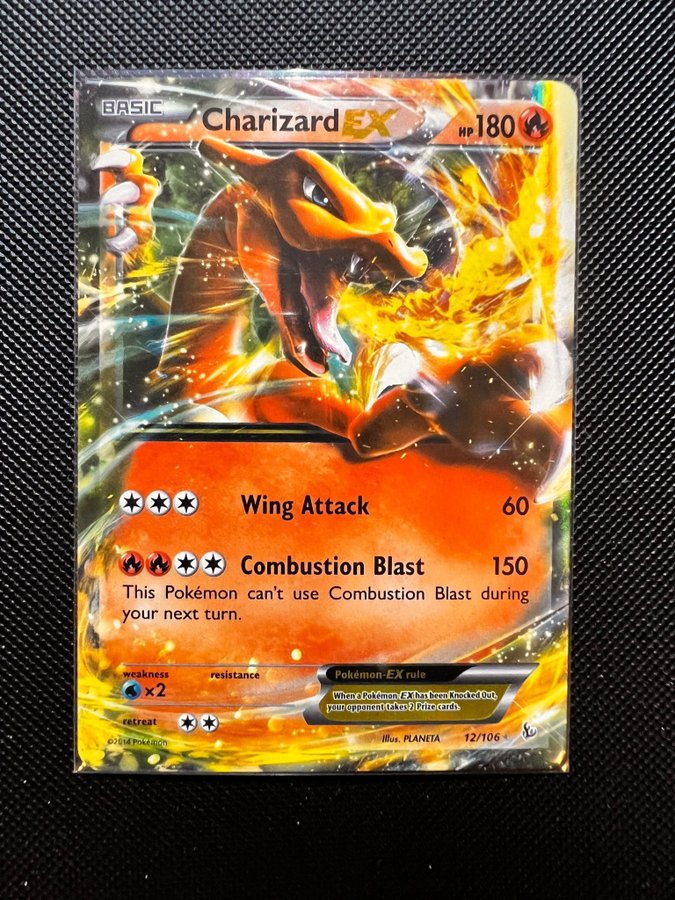 BASIC
Charizard EX HP 180
Wing Attack 60
Combustion Blast 150
This Pokémon can't use Combustion Blast during
your next turn.
weakness resistance
×2
retreat
Pokémon-EX rule
When a Pokémon-EX has been Knocked Out,
your opponent takes 2 Prize cards.
©2014 Pokémon
Illus. PLANETA 12/106